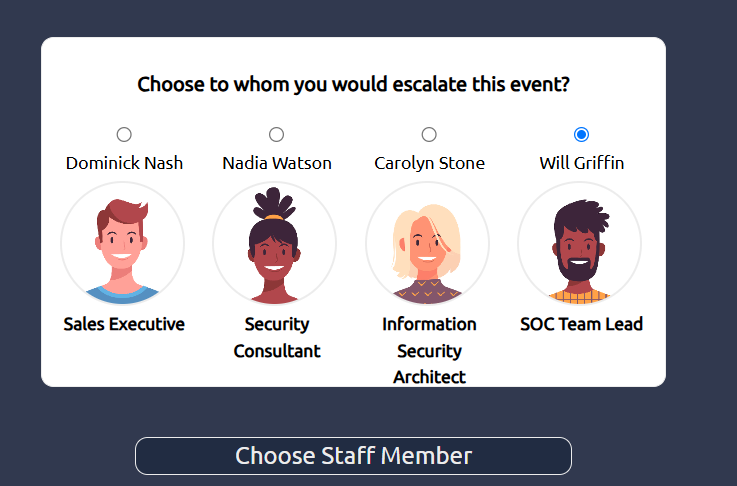 Choose to whom you would escalate this event?
Dominick Nash Nadia Watson Carolyn Stone Will Griffin
Sales Executive Security Information SOC Team Lead
Consultant Security
Architect
Choose Staff Member